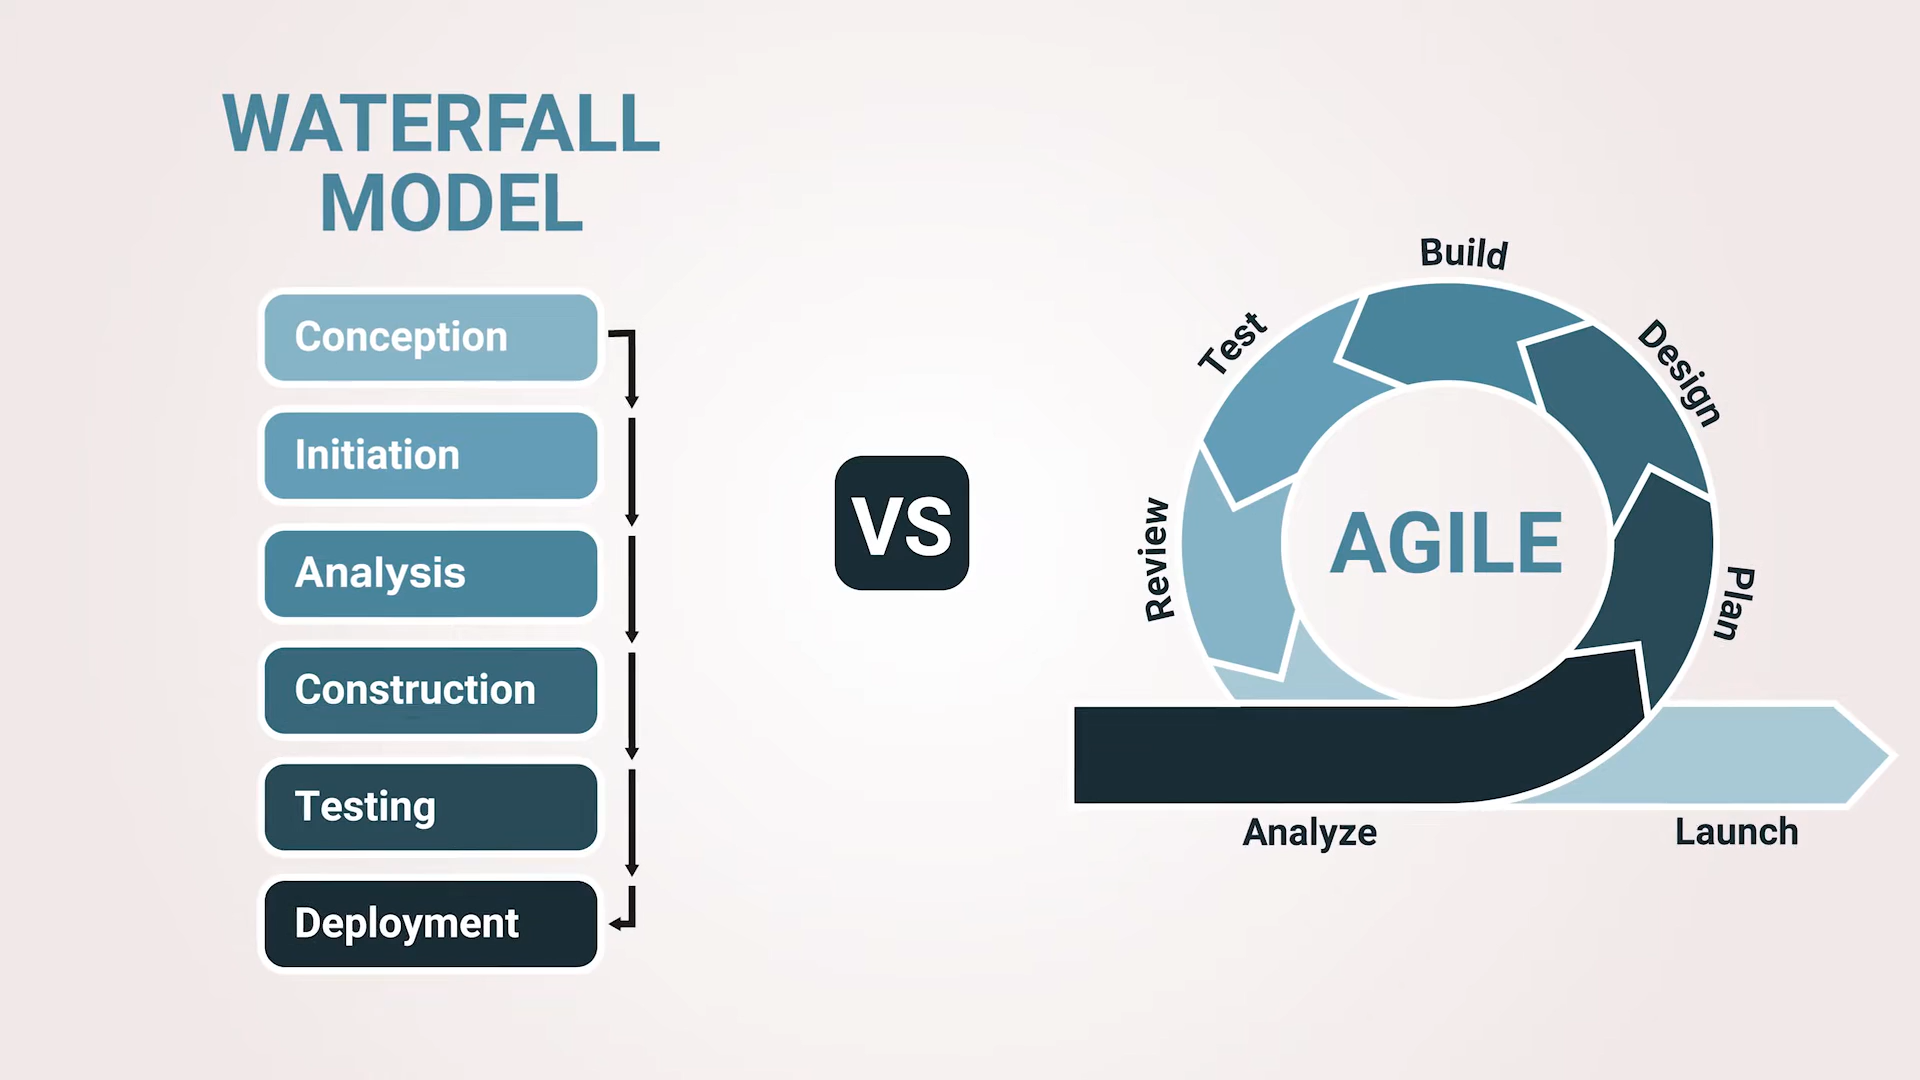 WATERFALL
MODEL
Conception
Initiation
Analysis
Construction
Testing
Deployment
VS
AGILE
Analyze
Plan
Design
Build
Test
Review
Launch